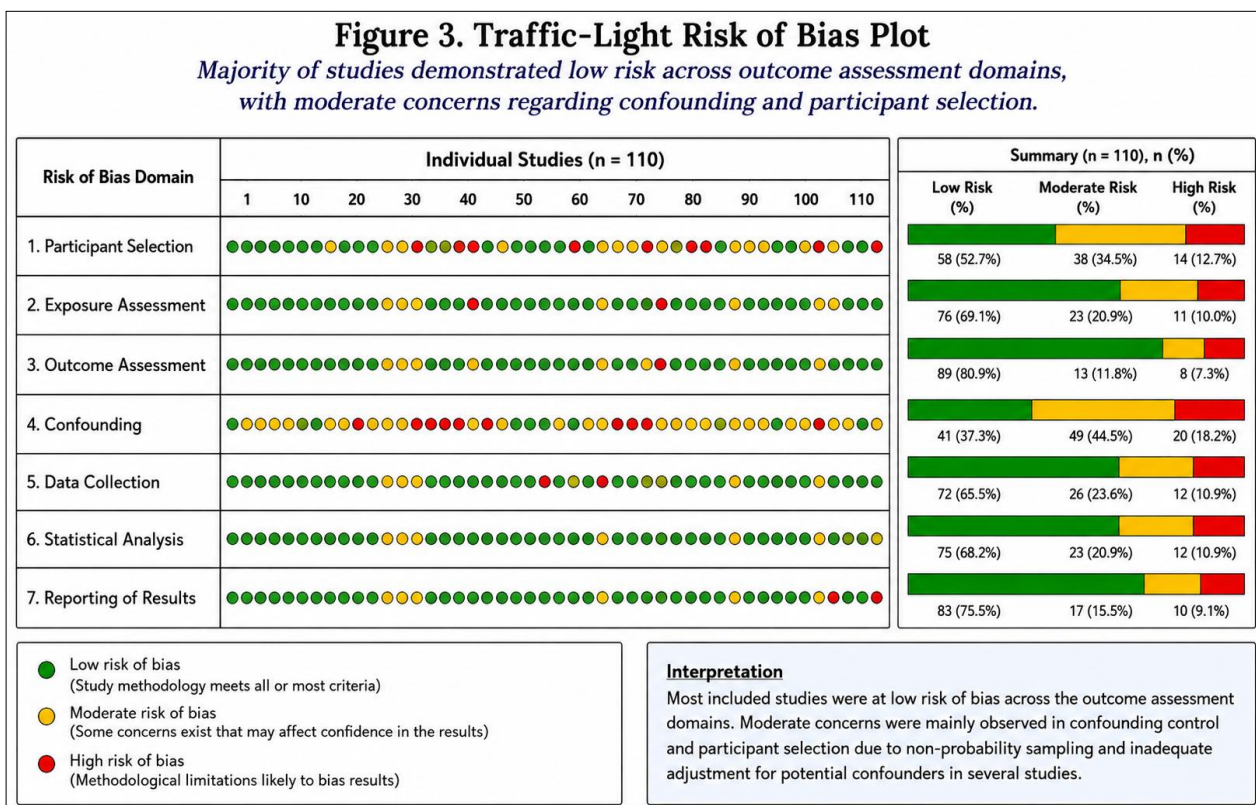 Figure 3. Traffic-Light Risk of Bias Plot
Majority of studies demonstrated low risk across outcome assessment domains,
with moderate concerns regarding confounding and participant selection.
Risk of Bias Domain
Individual Studies (n = 110)
1 10 20 30 40 50 60 70 80 90 100 110
Summary (n = 110), n (%)
Low Risk (%)
Moderate Risk (%)
High Risk (%)
1. Participant Selection
58 (52.7%) 38 (34.5%) 14 (12.7%)
2. Exposure Assessment
76 (69.1%) 23 (20.9%) 11 (10.0%)
3. Outcome Assessment
89 (80.9%) 13 (11.8%) 8 (7.3%)
4. Confounding
41 (37.3%) 49 (44.5%) 20 (18.2%)
5. Data Collection
72 (65.5%) 26 (23.6%) 12 (10.9%)
6. Statistical Analysis
75 (68.2%) 23 (20.9%) 12 (10.9%)
7. Reporting of Results
83 (75.5%) 17 (15.5%) 10 (9.1%)
Low risk of bias
(Study methodology meets all or most criteria)
Moderate risk of bias
(Some concerns exist that may affect confidence in the results)
High risk of bias
(Methodological limitations likely to bias results)
Interpretation
Most included studies were at low risk of bias across the outcome assessment
domains. Moderate concerns were mainly observed in confounding control
and participant selection due to non-probability sampling and inadequate
adjustment for potential confounders in several studies.